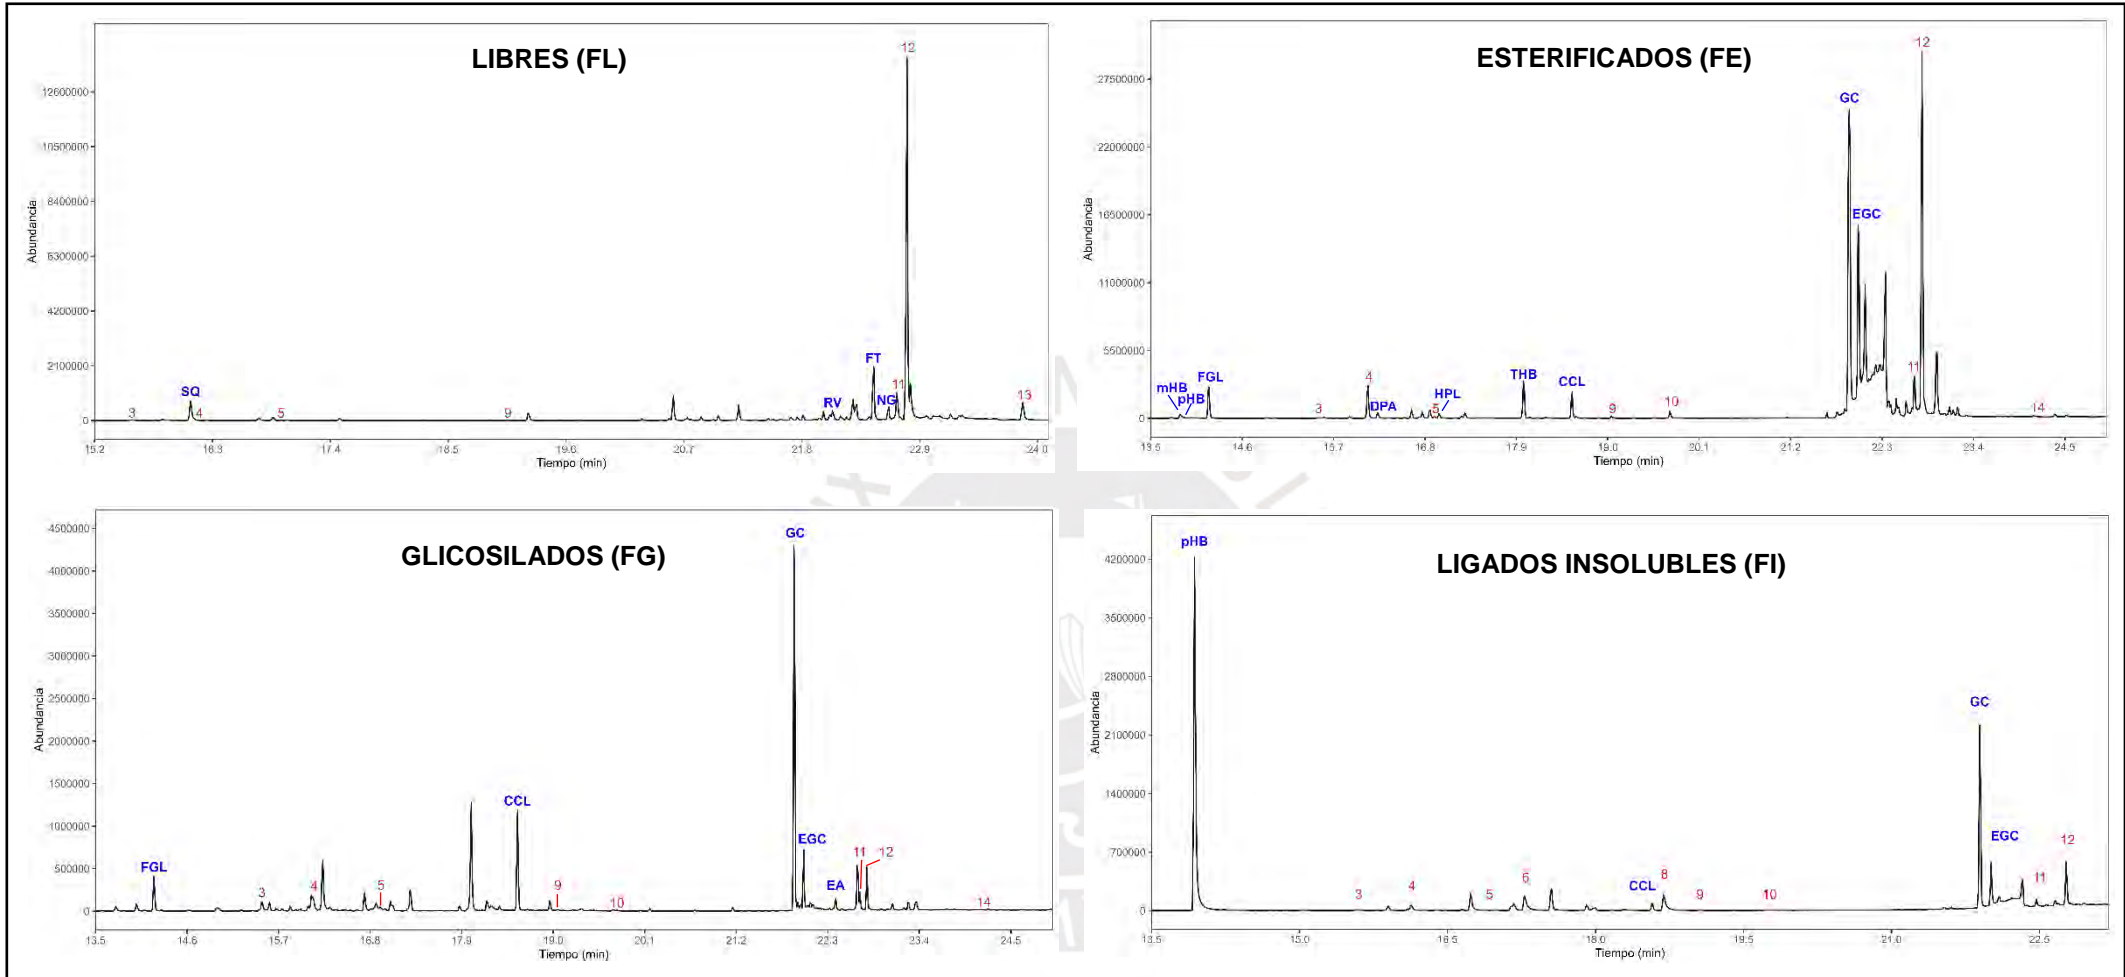 LIBRES (FL)
12
12600000
10500000
8400000
6300000
4200000
2100000
0
Abundancia
3
SQ
4
5
9
RV
FT
NG
11
13
15.2 16.3 17.4 18.5 19.6 20.7 21.8 22.9 24.0
Tiempo (min)
ESTERIFICADOS (FE)
12
27500000
22000000
16500000
11000000
5500000
0
Abundancia
GC
EGC
mHB
pHB
FGL
3
4
DPA
5
HPL
THB
CCL
9
10
11
14
13.5 14.6 15.7 16.8 17.9 19.0 20.1 21.2 22.3 23.4 24.5
Tiempo (min)
GLICOSILADOS (FG)
GC
4500000
4000000
3500000
3000000
2500000
2000000
1500000
1000000
500000
0
Abundancia
FGL
3
4
5
CCL
9
10
EGC
EA
11
12
14
13.5 14.6 15.7 16.8 17.9 19.0 20.1 21.2 22.3 23.4 24.5
Tiempo (min)
LIGADOS INSOLUBLES (FI)
pHB
4200000
3500000
2800000
2100000
1400000
700000
0
Abundancia
3
4
5
6
CCL
8
9
10
GC
EGC
11
12
13.5 15.0 16.5 18.0 19.5 21.0 22.5
Tiempo (min)